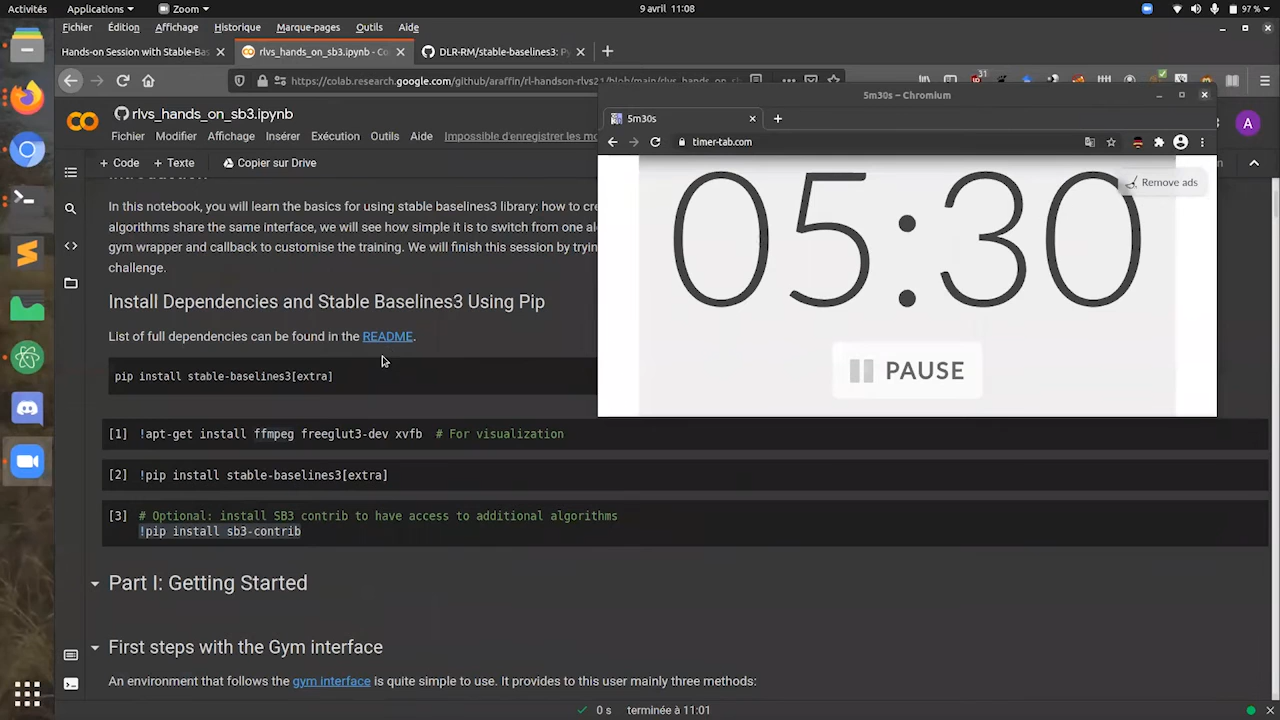 Activités
Applications
Zoom
9 avril 11:08
97 %
Fichier Édition Affichage Historique Marque-pages Outils Aide
Hands-on Session with Stable-Bas
rlvs_hands_on_sb3.ipynb - Co
DLR-RM/stable-baselines3: Py
https://colab.research.google.com/github/araffin/rl-handson-rlvs21/blob/main/rlvs_hands_on_sb3
31
5m30s – Chromium
5m30s
timer-tab.com
Remove ads
05:30
PAUSE
rlvs_hands_on_sb3.ipynb
A
Fichier Modifier Affichage Insérer Exécution Outils Aide Impossible d'enregistrer les mo
+ Code + Texte Copier sur Drive
In this notebook, you will learn the basics for using stable baselines3 library: how to cre
algorithms share the same interface, we will see how simple it is to switch from one al
gym wrapper and callback to customise the training. We will finish this session by tryin
challenge.
Install Dependencies and Stable Baselines3 Using Pip
List of full dependencies can be found in the README.
pip install stable-baselines3[extra]
[1] !apt-get install ffmpeg freeglut3-dev xvfb # For visualization
[2] !pip install stable-baselines3[extra]
[3] # Optional: install SB3 contrib to have access to additional algorithms
!pip install sb3-contrib
Part I: Getting Started
First steps with the Gym interface
An environment that follows the gym interface is quite simple to use. It provides to this user mainly three methods:
0 s terminée à 11:01